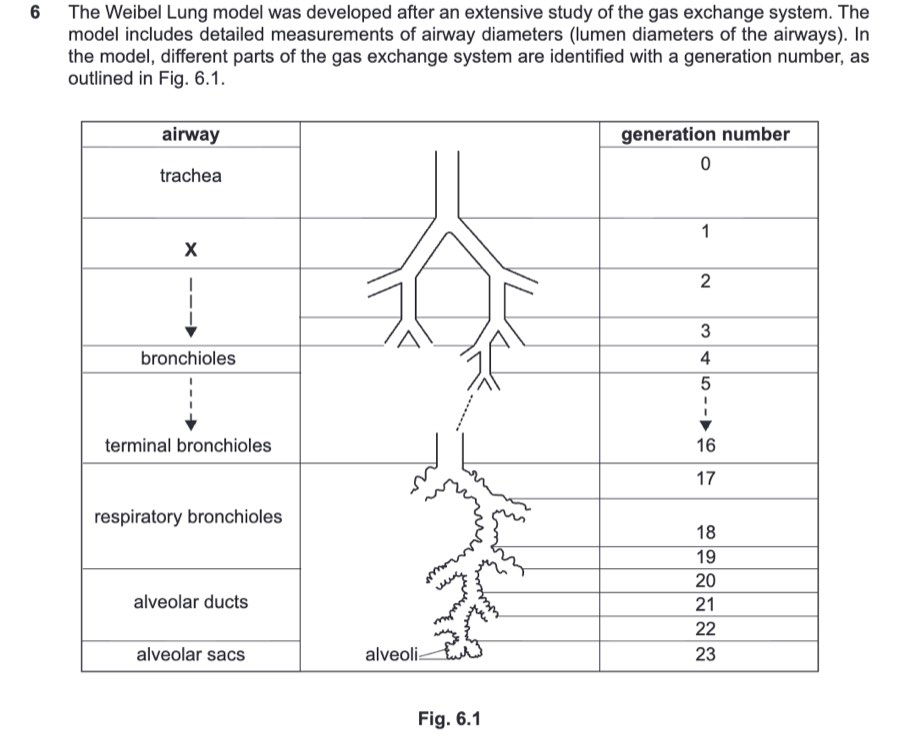 6 The Weibel Lung model was developed after an extensive study of the gas exchange system. The
model includes detailed measurements of airway diameters (lumen diameters of the airways). In
the model, different parts of the gas exchange system are identified with a generation number, as
outlined in Fig. 6.1.
airway generation number
trachea 0
X 1
2
3
bronchioles 4
5
terminal bronchioles 16
17
respiratory bronchioles 18
19
20
alveolar ducts 21
22
alveolar sacs alveoli 23
Fig. 6.1